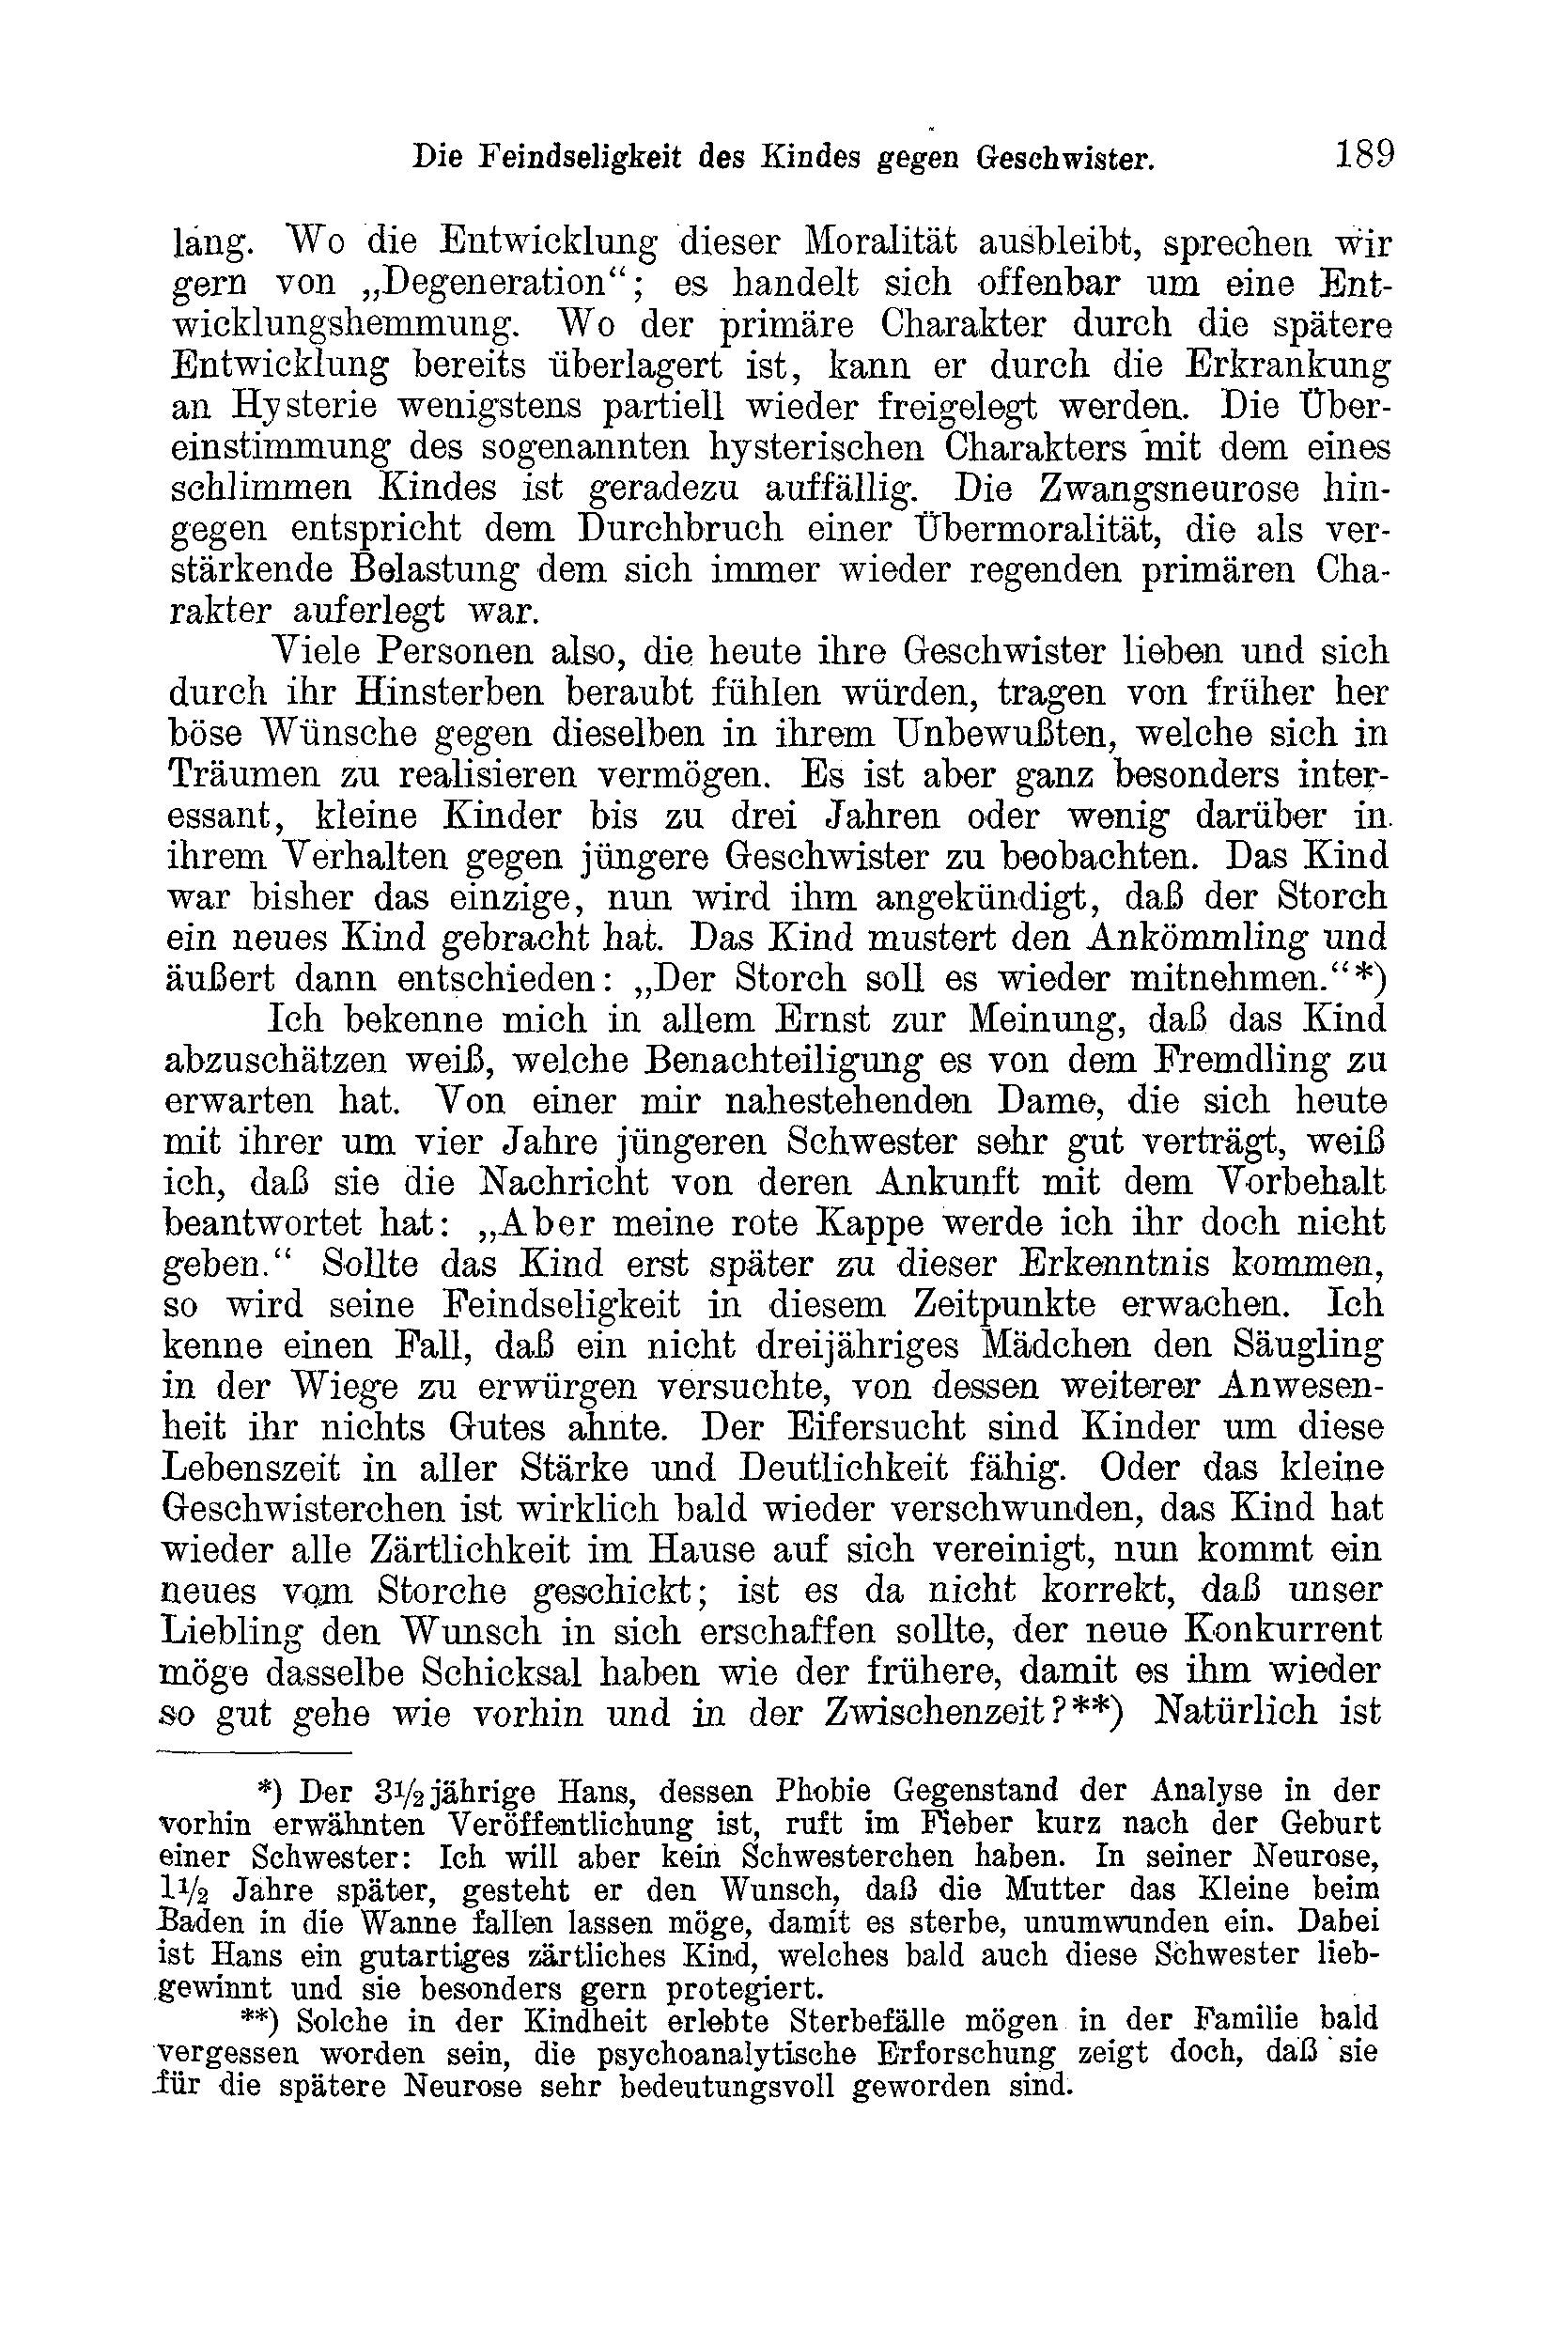 Die Feindseligkeit des Kindes gegen Geschwister. 189
lang. Wo die Entwicklung dieser Moralität ausbleibt, sprechen wir
gern von „Degeneration“; es handelt sich offenbar um eine Ent-
wicklungshemmung. Wo der primäre Charakter durch die spätere
Entwicklung bereits überlagert ist, kann er durch die Erkrankung
an Hysterie wenigstens partiell wieder freigelegt werden. Die Über-
einstimmung des sogenannten hysterischen Charakters mit dem eines
schlimmen Kindes ist geradezu auffällig. Die Zwangsneurose hin-
gegen entspricht dem Durchbruch einer Übermoralität, die als ver-
stärkende Belastung dem sich immer wieder regenden primären Cha-
rakter auferlegt war.
Viele Personen also, die heute ihre Geschwister lieben und sich
durch ihr Hinsterben beraubt fühlen würden, tragen von früher her
böse Wünsche gegen dieselben in ihrem Unbewußten, welche sich in
Träumen zu realisieren vermögen. Es ist aber ganz besonders inter-
essant, kleine Kinder bis zu drei Jahren oder wenig darüber in
ihrem Verhalten gegen jüngere Geschwister zu beobachten. Das Kind
war bisher das einzige, nun wird ihm angekündigt, daß der Storch
ein neues Kind gebracht hat. Das Kind mustert den Ankömmling und
äußert dann entschieden: „Der Storch soll es wieder mitnehmen.“*)
Ich bekenne mich in allem Ernst zur Meinung, daß das Kind
abzuschätzen weiß, welche Benachteiligung es von dem Fremdling zu
erwarten hat. Von einer mir nahestehenden Dame, die sich heute
mit ihrer um vier Jahre jüngeren Schwester sehr gut verträgt, weiß
ich, daß sie die Nachricht von deren Ankunft mit dem Vorbehalt
beantwortet hat: „Aber meine rote Kappe werde ich ihr doch nicht
geben.“ Sollte das Kind erst später zu dieser Erkenntnis kommen,
so wird seine Feindseligkeit in diesem Zeitpunkte erwachen. Ich
kenne einen Fall, daß ein nicht dreijähriges Mädchen den Säugling
in der Wiege zu erwürgen versuchte, von dessen weiterer Anwesen-
heit ihr nichts Gutes ahnte. Der Eifersucht sind Kinder um diese
Lebenszeit in aller Stärke und Deutlichkeit fähig. Oder das kleine
Geschwisterchen ist wirklich bald wieder verschwunden, das Kind hat
wieder alle Zärtlichkeit im Hause auf sich vereinigt, nun kommt ein
neues vom Storche geschickt; ist es da nicht korrekt, daß unser
Liebling den Wunsch in sich erschaffen sollte, der neue Konkurrent
möge dasselbe Schicksal haben wie der frühere, damit es ihm wieder
so gut gehe wie vorhin und in der Zwischenzeit?**) Natürlich ist
*) Der 3½jährige Hans, dessen Phobie Gegenstand der Analyse in der
vorhin erwähnten Veröffentlichung ist, ruft im Fieber kurz nach der Geburt
einer Schwester: Ich will aber kein Schwesterchen haben. In seiner Neurose,
1½ Jahre später, gesteht er den Wunsch, daß die Mutter das Kleine beim
Baden in die Wanne fallen lassen möge, damit es sterbe, unumwunden ein. Dabei
ist Hans ein gutartiges zärtliches Kind, welches bald auch diese Schwester lieb-
gewinnt und sie besonders gern protegiert.
**) Solche in der Kindheit erlebte Sterbefälle mögen in der Familie bald
vergessen worden sein, die psychoanalytische Erforschung zeigt doch, daß sie
für die spätere Neurose sehr bedeutungsvoll geworden sind.